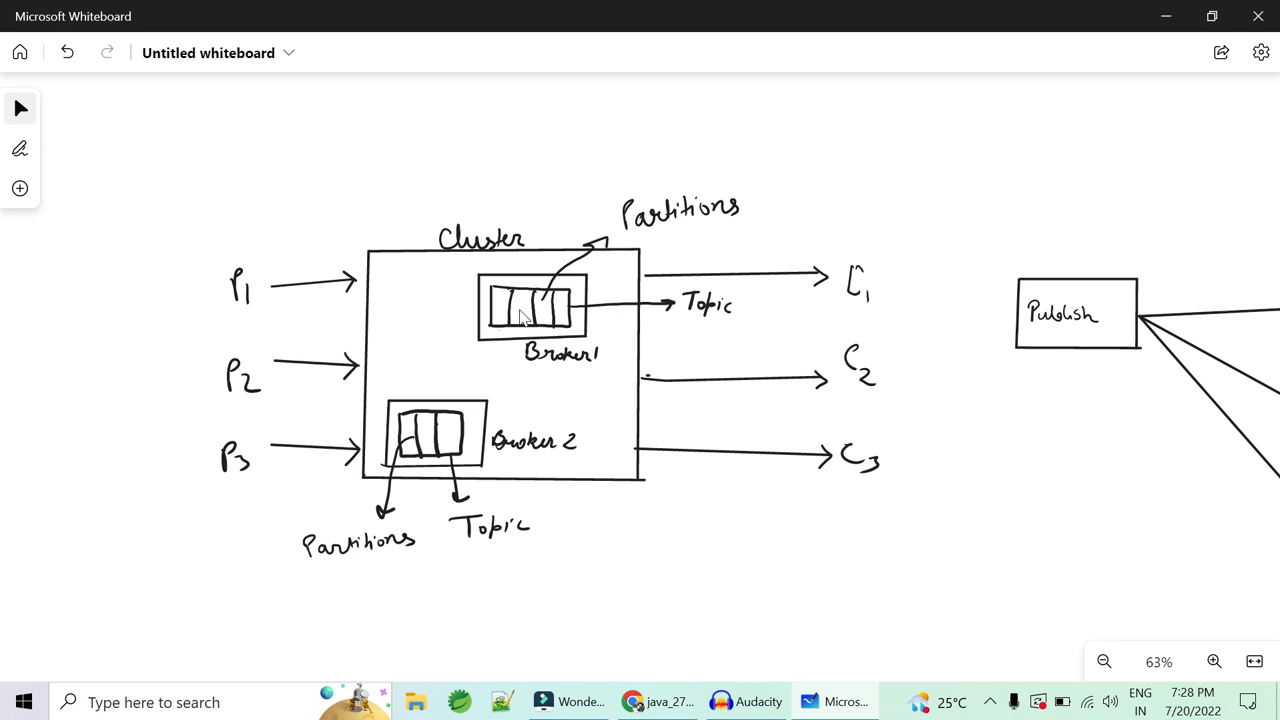 Microsoft Whiteboard
Untitled whiteboard
Partitions
Cluster
P1
C1
Topic
Publish
Broker1
P2
C2
Broker 2
P3
C3
Topic
Partitions
63%
Type here to search
Wonde...
java_27...
Audacity
Micros...
25°C
ENG
IN
7:28 PM
7/20/2022